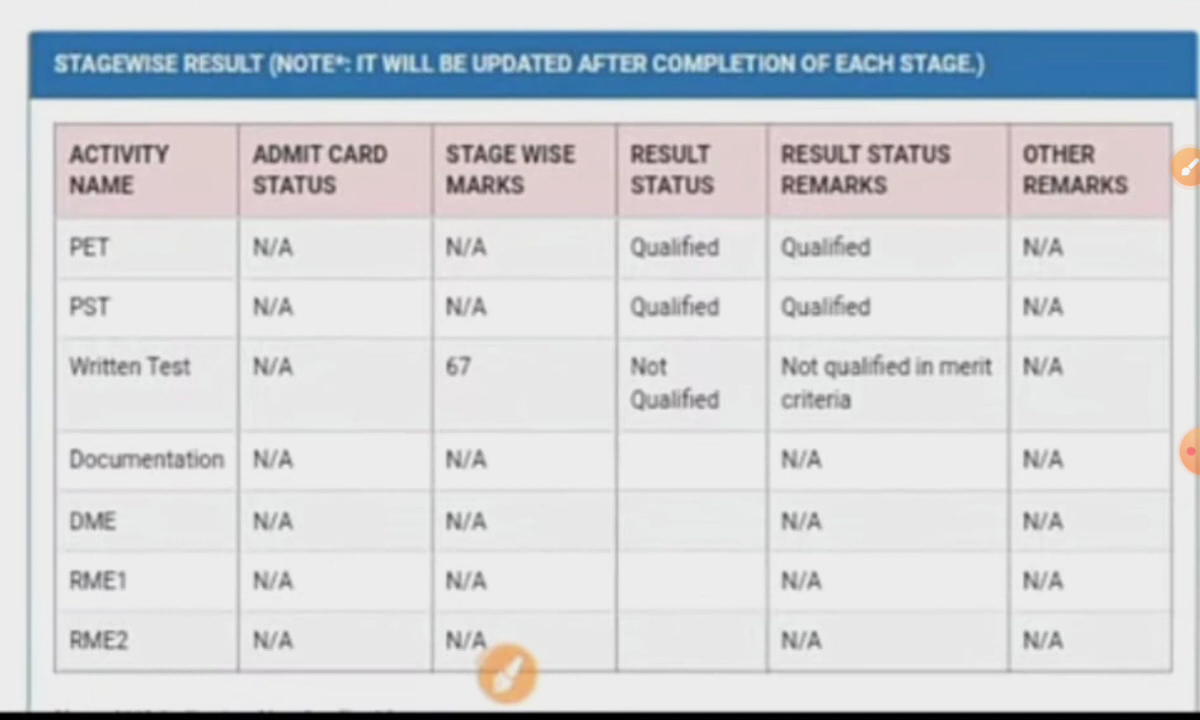 STAGEWISE RESULT (NOTE*: IT WILL BE UPDATED AFTER COMPLETION OF EACH STAGE.)
ACTIVITY NAME ADMIT CARD STATUS STAGE WISE MARKS RESULT STATUS RESULT STATUS REMARKS OTHER REMARKS
PET N/A N/A Qualified Qualified N/A
PST N/A N/A Qualified Qualified N/A
Written Test N/A 67 Not Qualified Not qualified in merit criteria N/A
Documentation N/A N/A N/A N/A
DME N/A N/A N/A N/A
RME1 N/A N/A N/A N/A
RME2 N/A N/A N/A N/A